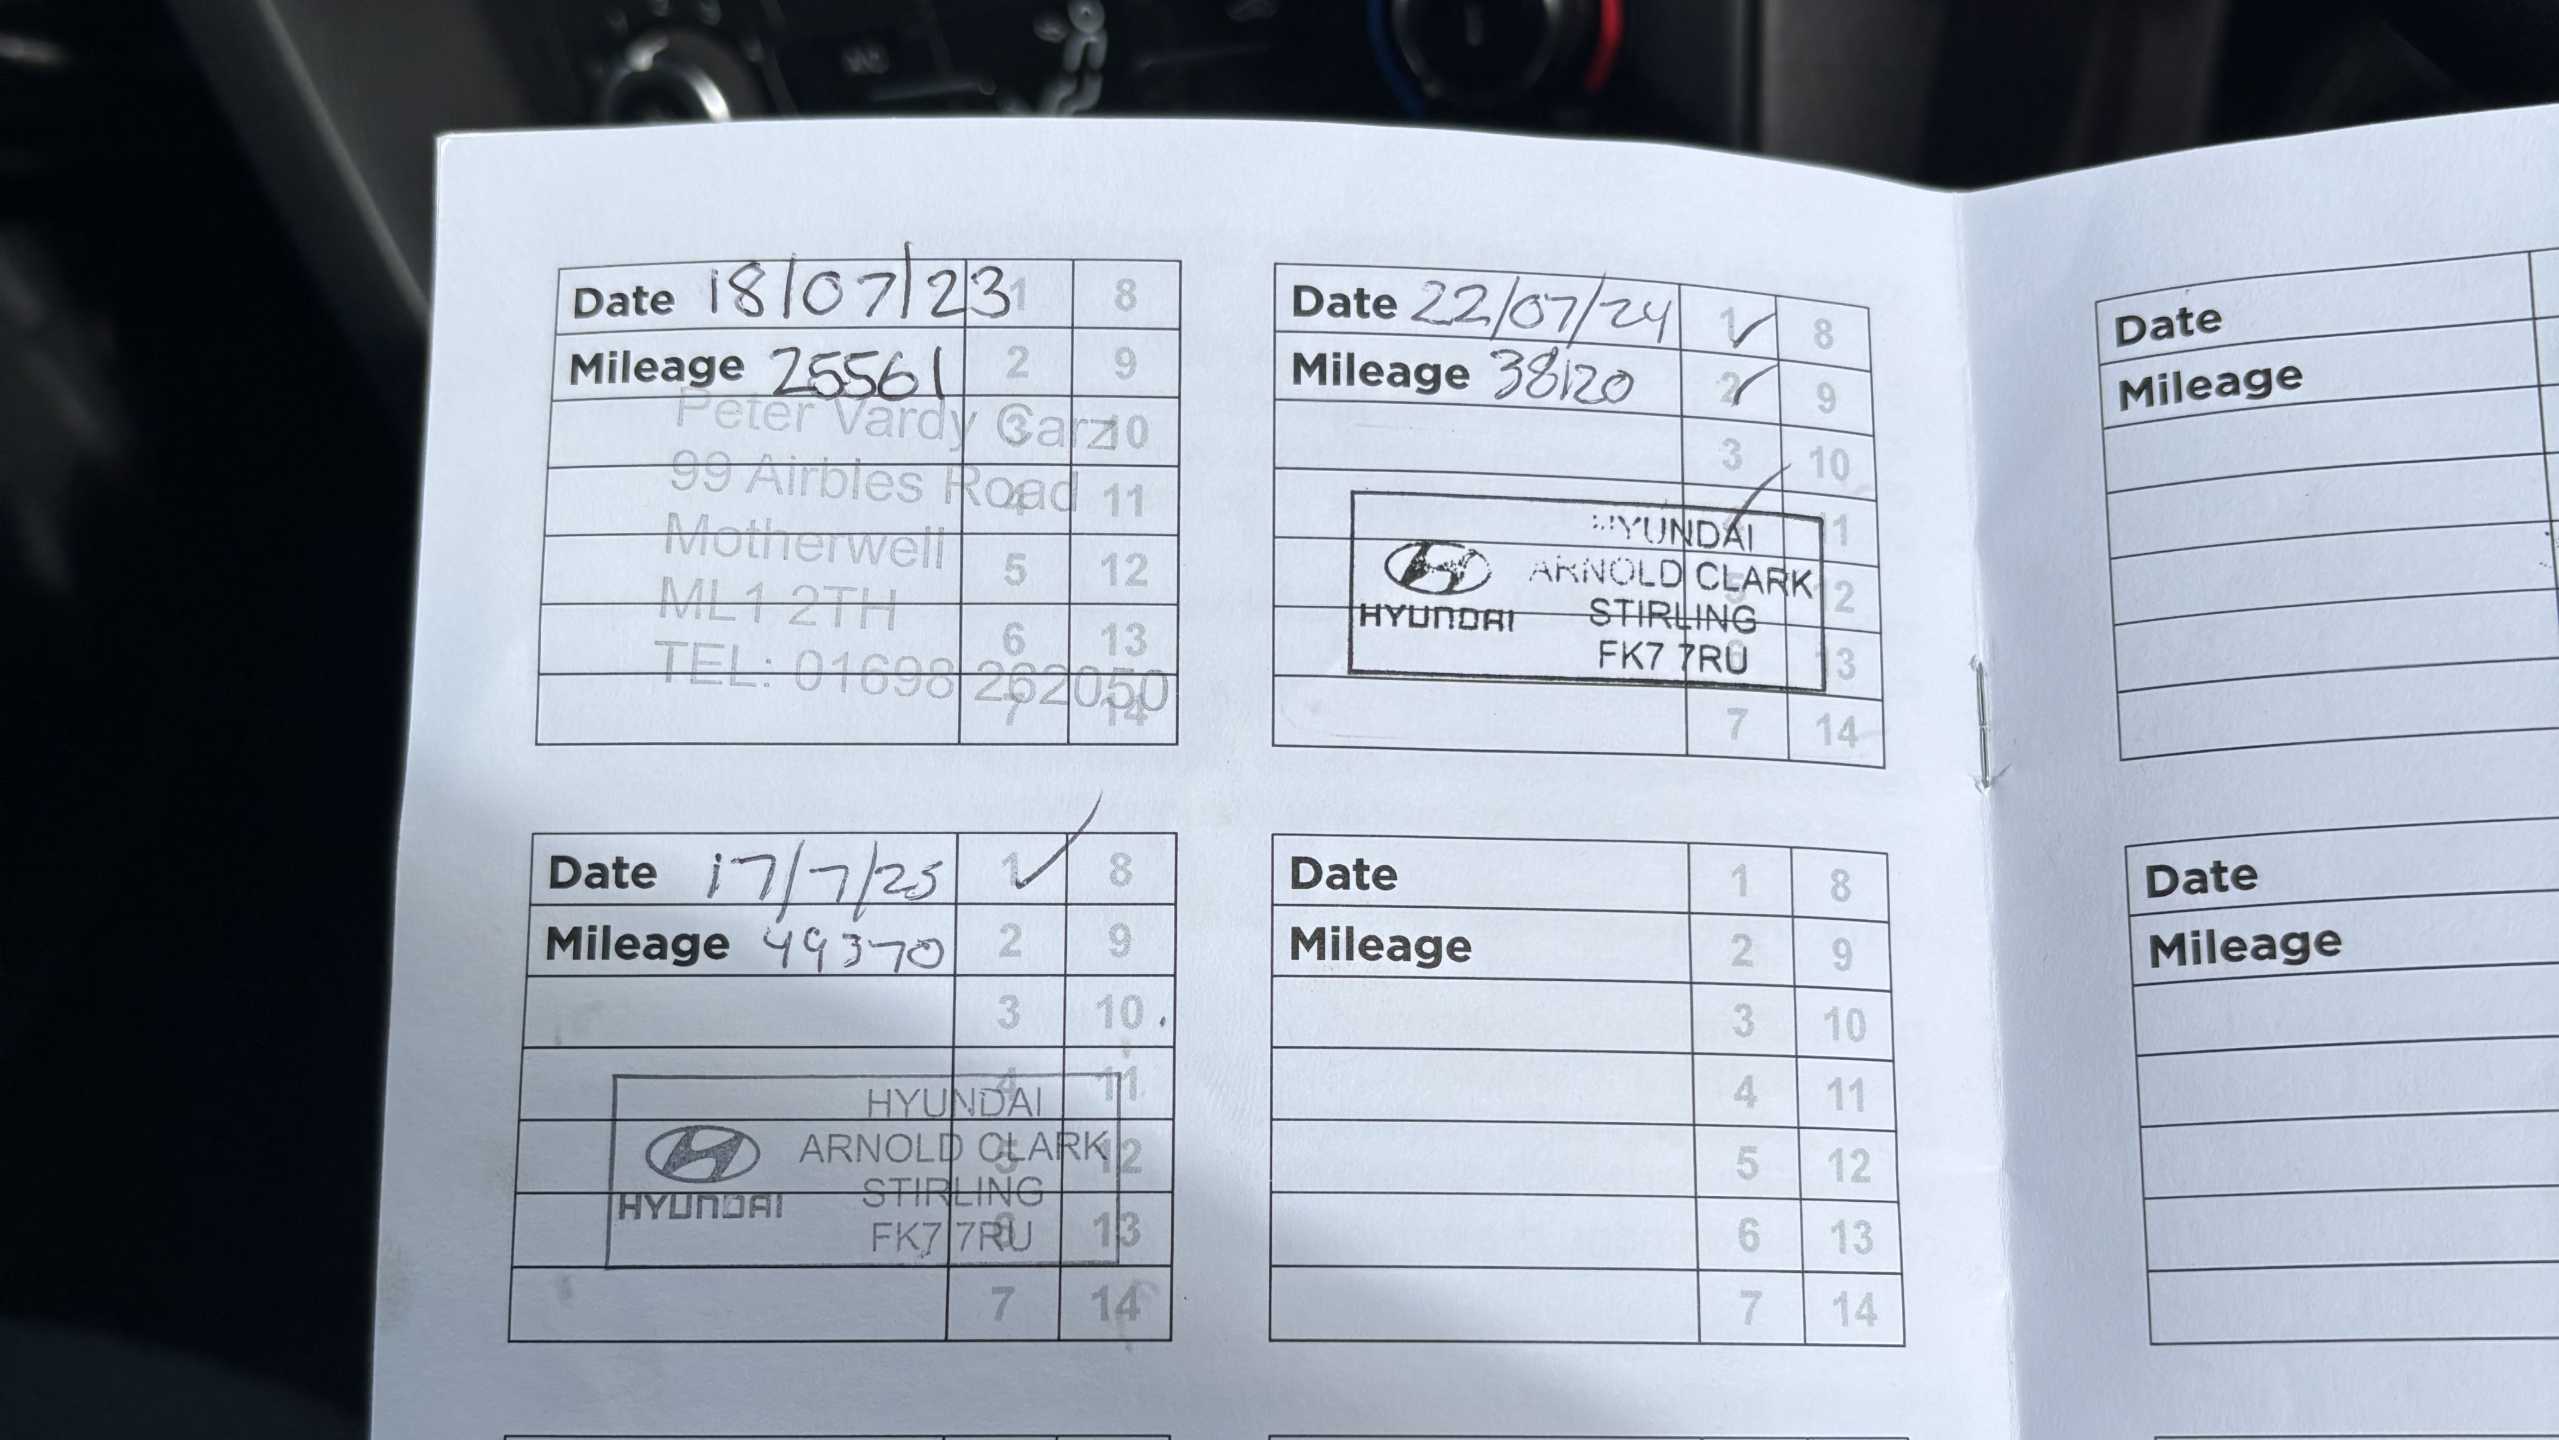 Date 18/07/23 1 8
Mileage 25561 2 9
Peter Vardy Carz 3 10
99 Airbles Road 4 11
Motherwell 5 12
ML1 2TH 6 13
TEL: 01698 262050 7 14
Date 22/07/24 1 8
Mileage 38120 2 9
3 10
HYUNDAI 11
ARNOLD CLARK 5 12
STIRLING
HYUNDAI
FK7 7RU 6 13
7 14
Date 17/7/25 1 8
Mileage 49370 2 9
3 10
HYUNDAI 4 11
ARNOLD CLARK 5 12
STIRLING
HYUNDAI
FK7 7RU 6 13
7 14
Date 1 8
Mileage 2 9
3 10
4 11
5 12
6 13
7 14
Date
Mileage
Date
Mileage